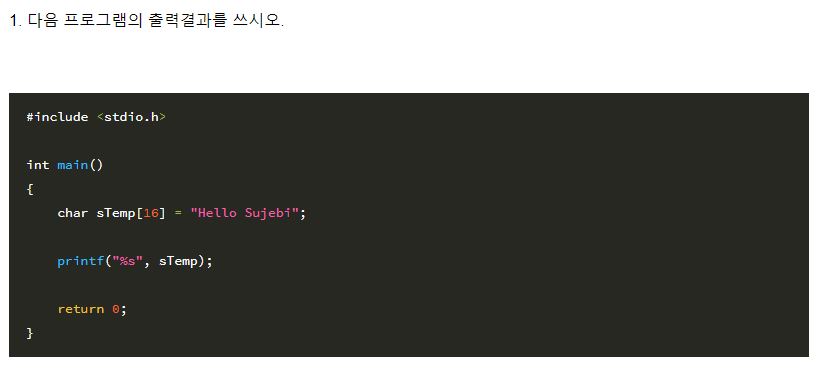 1. 다음 프로그램의 출력결과를 쓰시오.
#include <stdio.h>
int main()
{
    char sTemp[16] = "Hello Sujebi";
    printf("%s", sTemp);
    return 0;
}